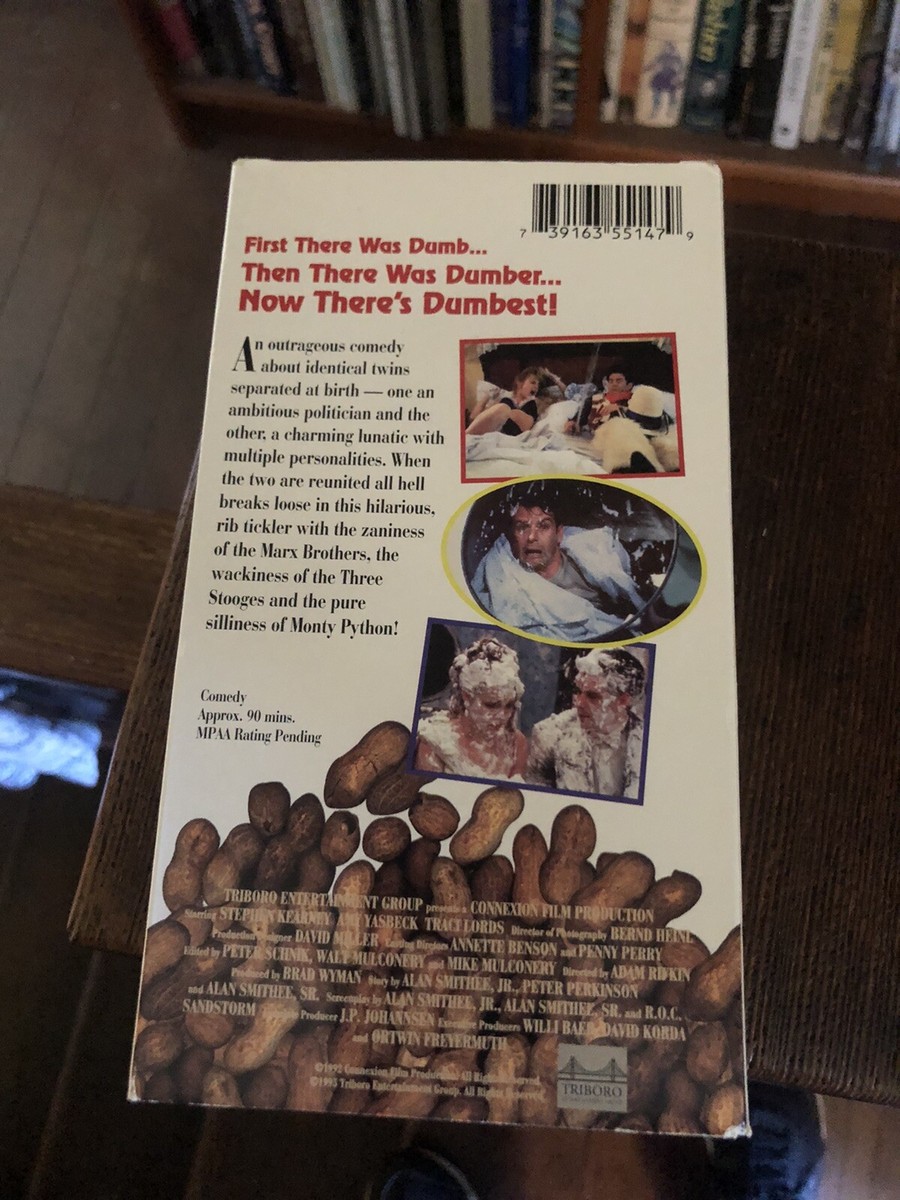 7 39163 55147 9
First There Was Dumb...
Then There Was Dumber...
Now There's Dumbest!
An outrageous comedy
about identical twins
separated at birth — one an
ambitious politician and the
other, a charming lunatic with
multiple personalities. When
the two are reunited all hell
breaks loose in this hilarious,
rib tickler with the zaniness
of the Marx Brothers, the
wackiness of the Three
Stooges and the pure
silliness of Monty Python!
Comedy
Approx. 90 mins.
MPAA Rating Pending
TRIBORO ENTERTAINMENT GROUP presents a CONNEXION FILM PRODUCTION
Starring STEPHEN KEARNEY AMY YASBECK TRACI LORDS Director of Photography BERND HEINL
Production Designer DAVID MILLER Casting Directors ANNETTE BENSON and PENNY PERRY
Edited by PETER SCHNIK, WALT MULCONERY and MIKE MULCONERY Directed by ADAM RIFKIN
Produced by BRAD WYMAN Story by ALAN SMITHEE, JR., PETER PERKINSON
and ALAN SMITHEE, SR. Screenplay by ALAN SMITHEE, JR., ALAN SMITHEE, SR. and R.O.C.
SANDSTORM Producer J.P. JOHANNSEN Executive Producers WILLI BAER, DAVID KORDA
and ORTWIN FREYERMUTH
©1992 Connexion Film Productions. All Rights Reserved.
©1995 Triboro Entertainment Group. All Rights Reserved.
TRIBORO